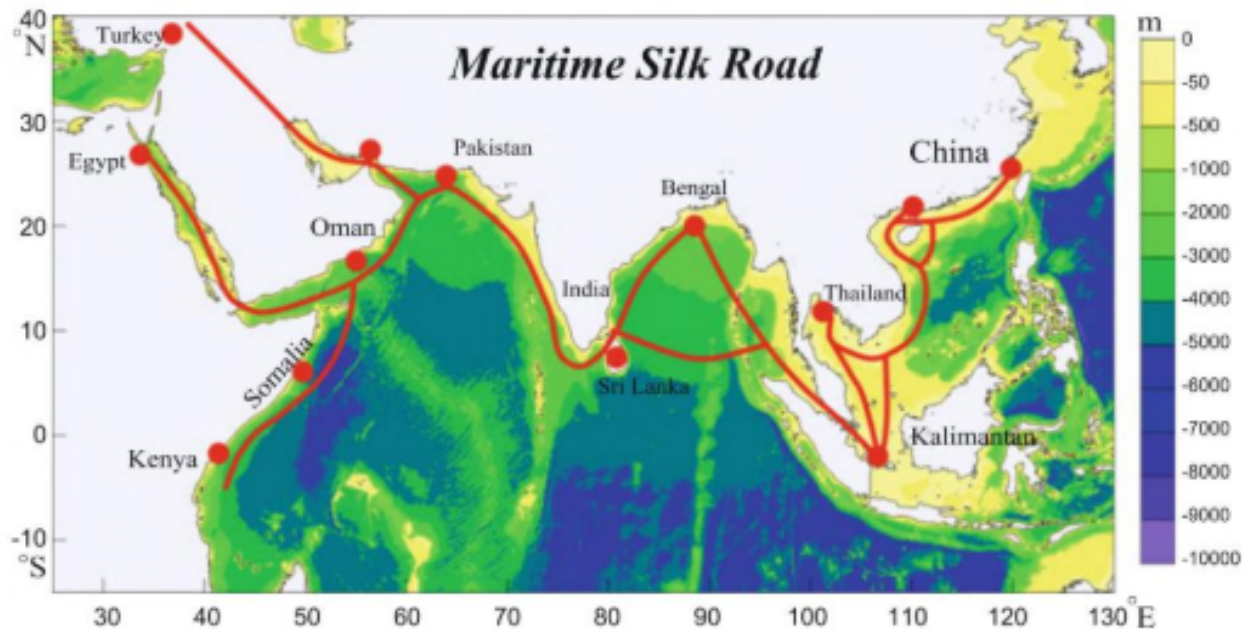 Maritime Silk Road
40
°N
30
20
10
0
-10
°S
30
40
50
60
70
80
90
100
110
120
130
°E
Turkey
Egypt
Pakistan
Oman
Bengal
China
India
Thailand
Somalia
Sri Lanka
Kenya
Kalimantan
m
0
-50
-500
-1000
-2000
-3000
-4000
-5000
-6000
-7000
-8000
-9000
-10000